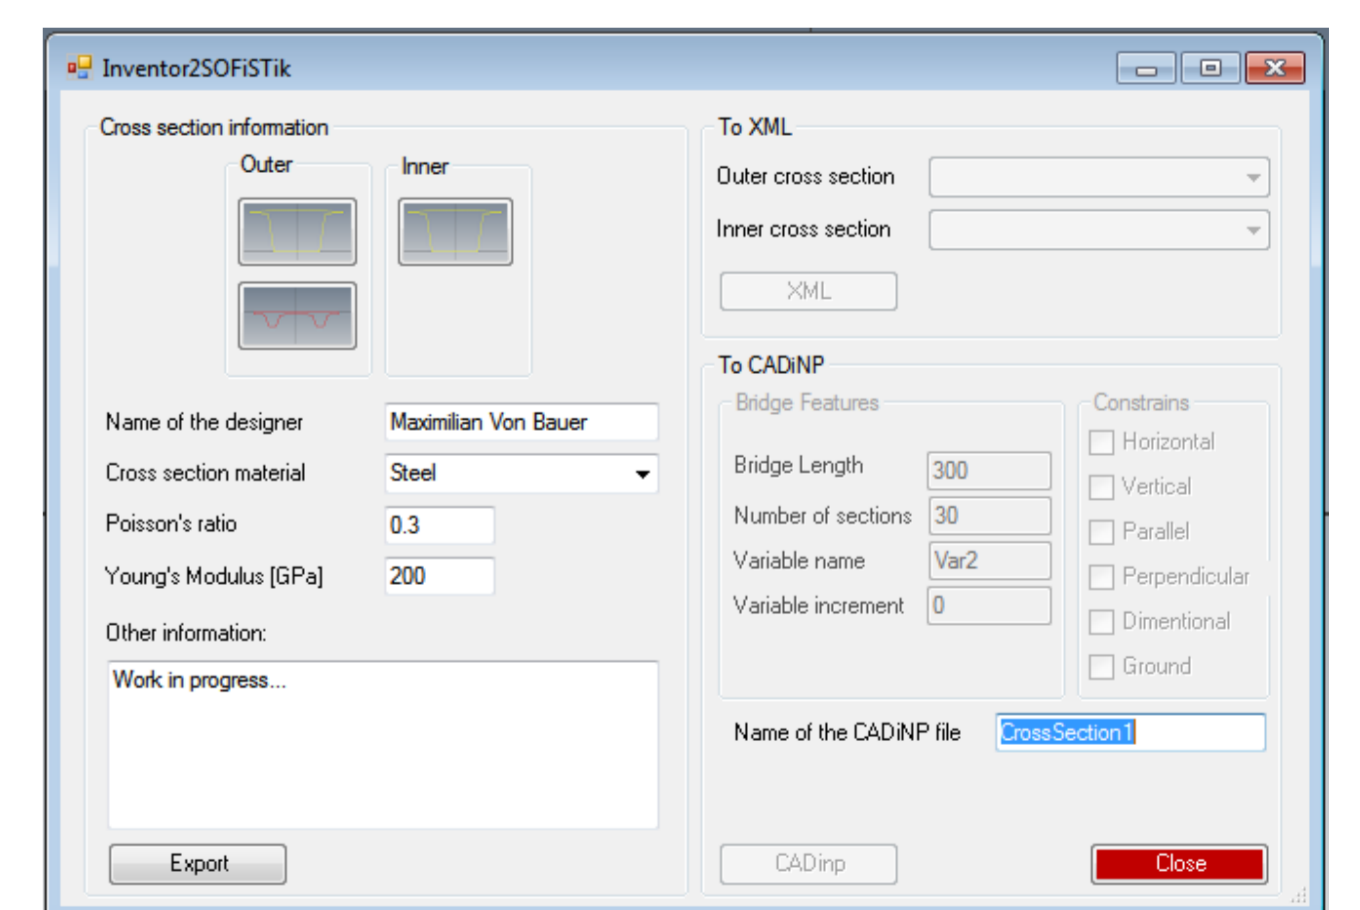 Inventor2SOFiSTik
Cross section information
Outer
Inner
Name of the designer
Maximilian Von Bauer
Cross section material
Steel
Poisson's ratio
0.3
Young's Modulus [GPa]
200
Other information:
Work in progress...
Export
To XML
Outer cross section
Inner cross section
XML
To CADiNP
Bridge Features
Bridge Length
300
Number of sections
30
Variable name
Var2
Variable increment
0
Constrains
Horizontal
Vertical
Parallel
Perpendicular
Dimentional
Ground
Name of the CADiNP file
CrossSection1
CADinp
Close